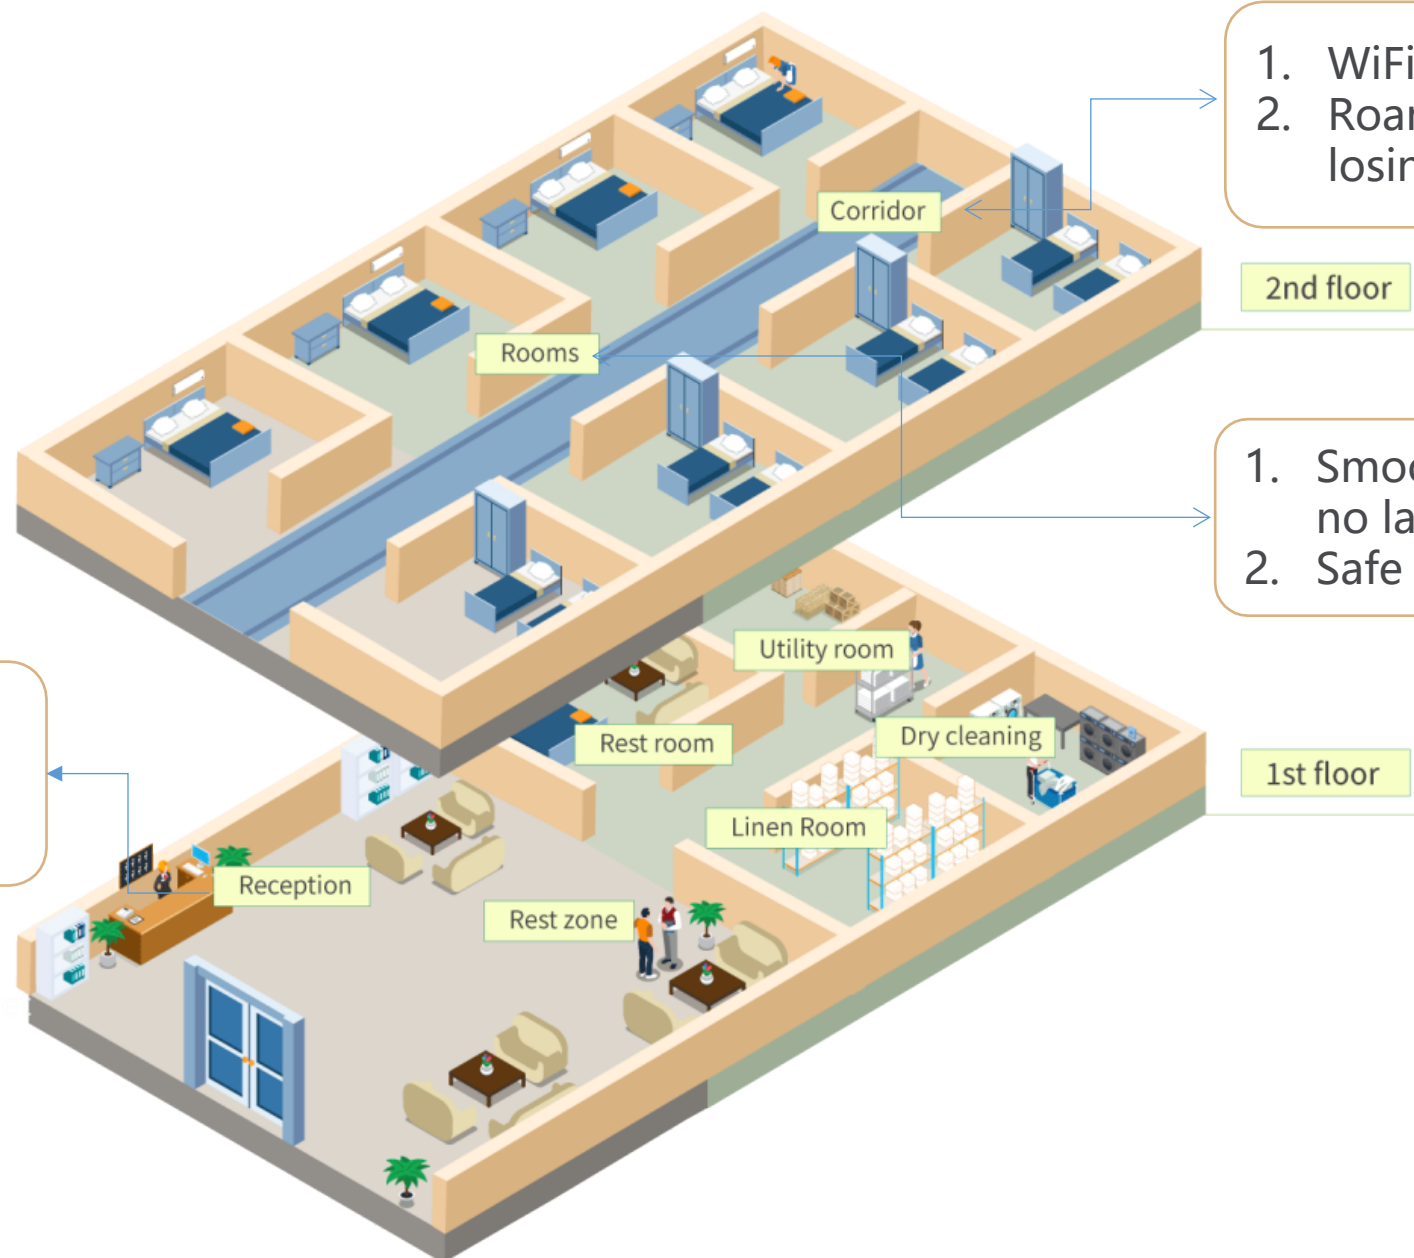 1. WiFi
2. Roar
losin
Corridor
2nd floor
Rooms
1. Smoo
no la
2. Safe
Utility room
Rest room
Dry cleaning
1st floor
Linen Room
Reception
Rest zone